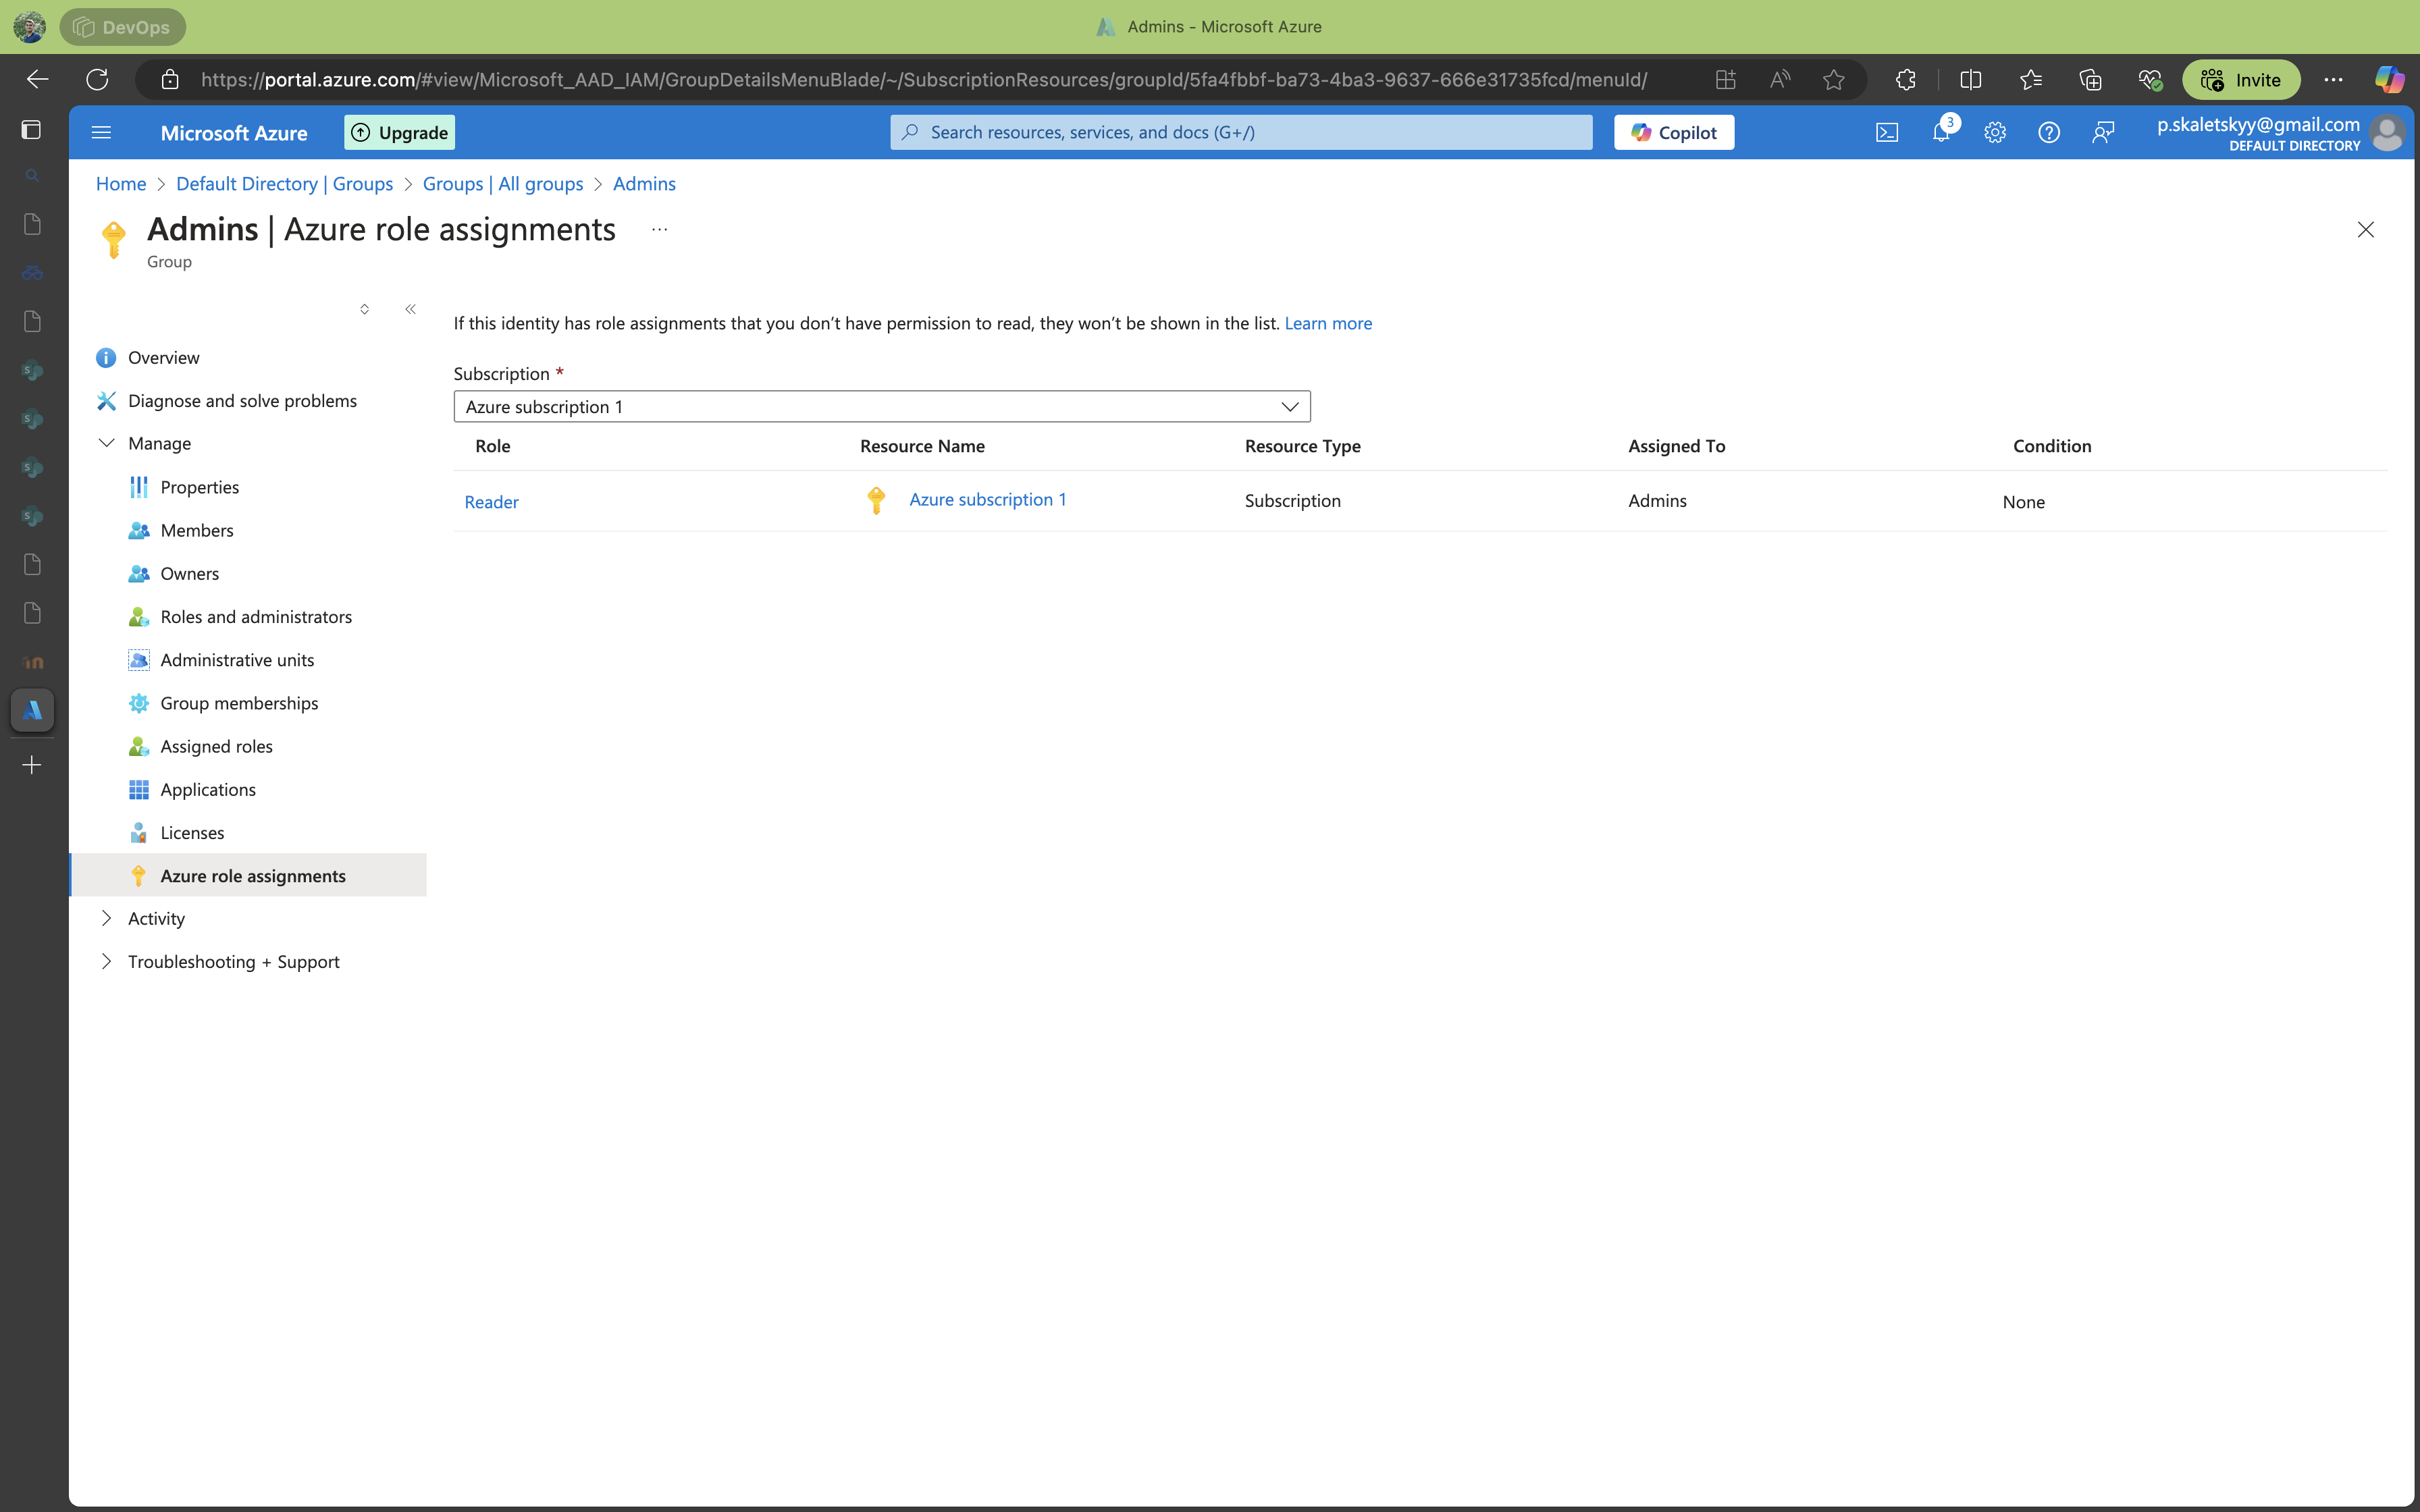 DevOps
Admins - Microsoft Azure
https://portal.azure.com/#view/Microsoft_AAD_IAM/GroupDetailsMenuBlade/~/SubscriptionResources/groupId/5fa4fbbf-ba73-4ba3-9637-666e31735fcd/menuId/
Invite
Microsoft Azure
Upgrade
Search resources, services, and docs (G+/)
Copilot
3
p.skaletskyy@gmail.com
DEFAULT DIRECTORY
Home > Default Directory | Groups > Groups | All groups > Admins
Admins | Azure role assignments ...
Group
If this identity has role assignments that you don't have permission to read, they won't be shown in the list. Learn more
Overview
Diagnose and solve problems
Manage
Properties
Members
Owners
Roles and administrators
Administrative units
Group memberships
Assigned roles
Applications
Licenses
Azure role assignments
Activity
Troubleshooting + Support
Subscription *
Azure subscription 1
Role Resource Name Resource Type Assigned To Condition
Reader Azure subscription 1 Subscription Admins None